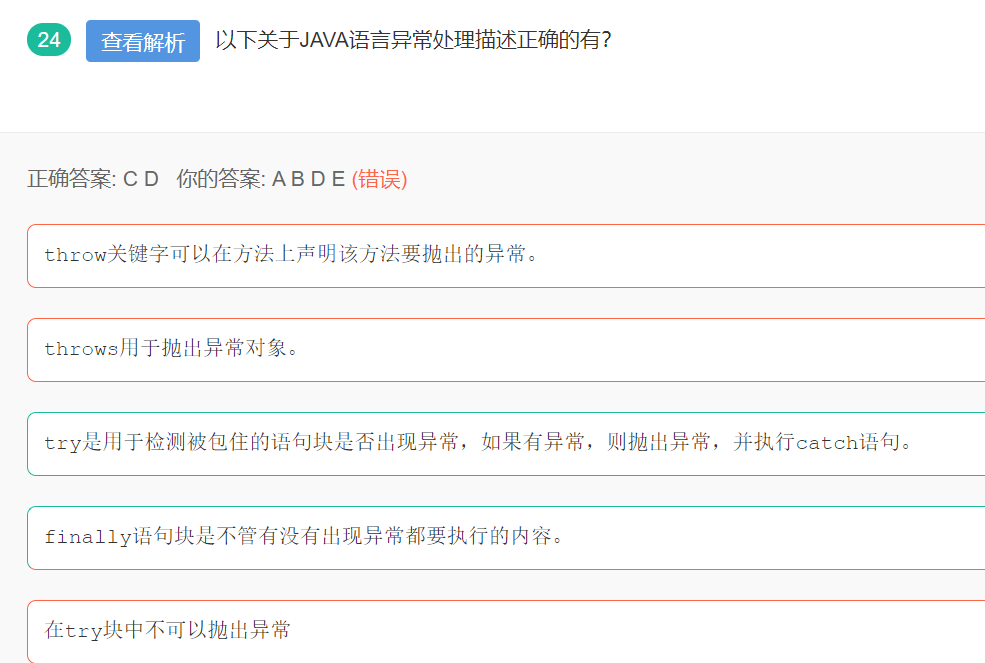 24 查看解析 以下关于JAVA语言异常处理描述正确的有?
正确答案: C D 你的答案: A B D E (错误)
throw关键字可以在方法上声明该方法要抛出的异常。
throws用于抛出异常对象。
try是用于检测被包住的语句块是否出现异常，如果有异常，则抛出异常，并执行catch语句。
finally语句块是不管有没有出现异常都要执行的内容。
在try块中不可以抛出异常